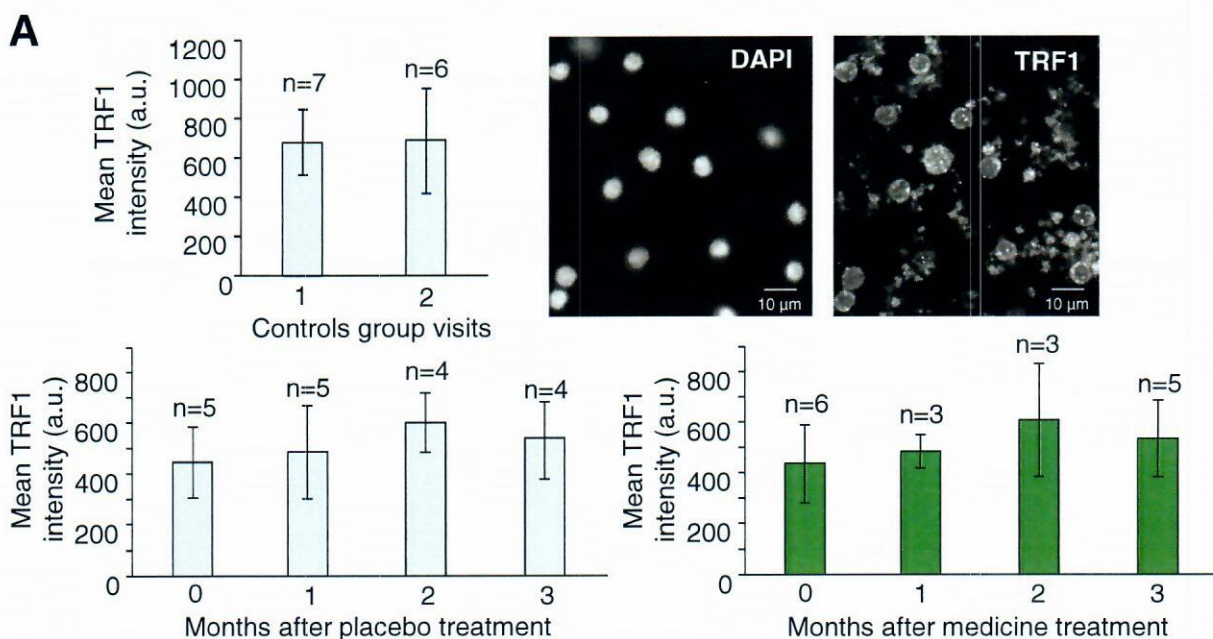 A
Mean TRF1
intensity (a.u.)
1200
1000
800
600
400
200
0
n=7
n=6
1
2
Controls group visits
DAPI
10 µm
TRF1
10 µm
Mean TRF1
intensity (a.u.)
800
600
400
200
0
n=5
n=5
n=4
n=4
0
1
2
3
Months after placebo treatment
Mean TRF1
intensity (a.u.)
800
600
400
200
0
n=6
n=3
n=3
n=5
0
1
2
3
Months after medicine treatment